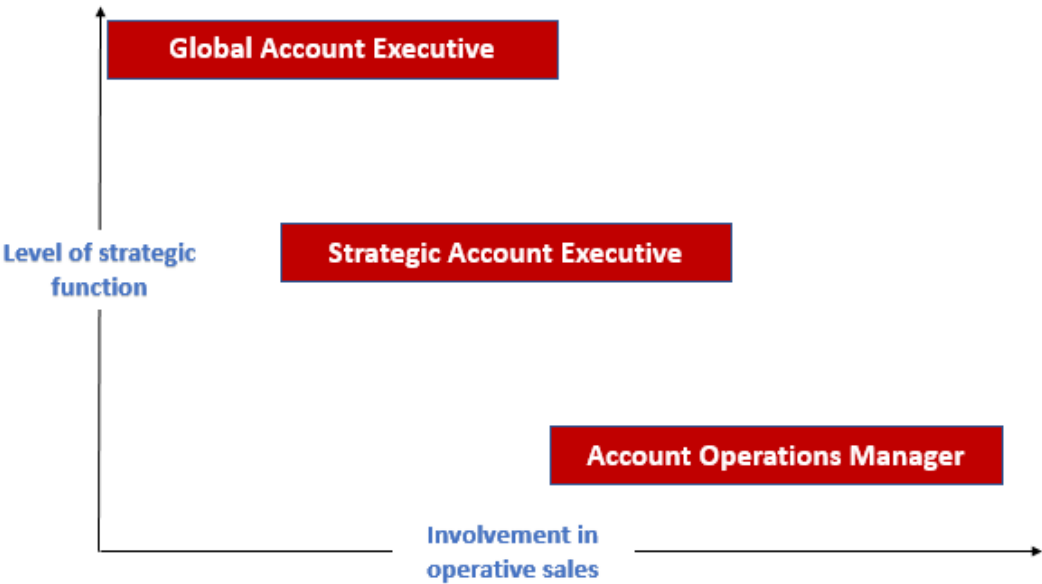 Global Account Executive
Strategic Account Executive
Level of strategic
function
Account Operations Manager
Involvement in
operative sales